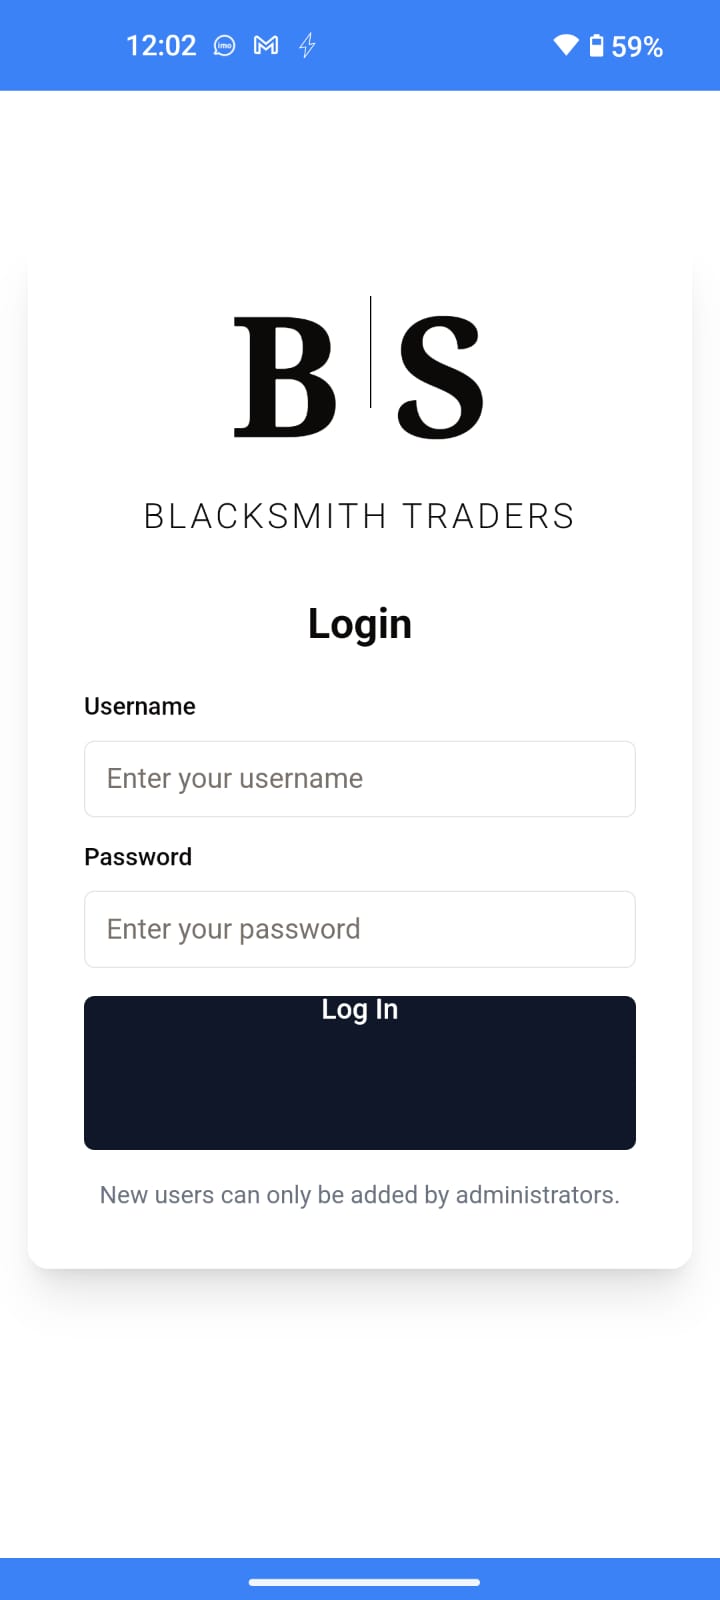 12:02 imo 59%
B|S
BLACKSMITH TRADERS
Login
Username
Enter your username
Password
Enter your password
Log In
New users can only be added by administrators.